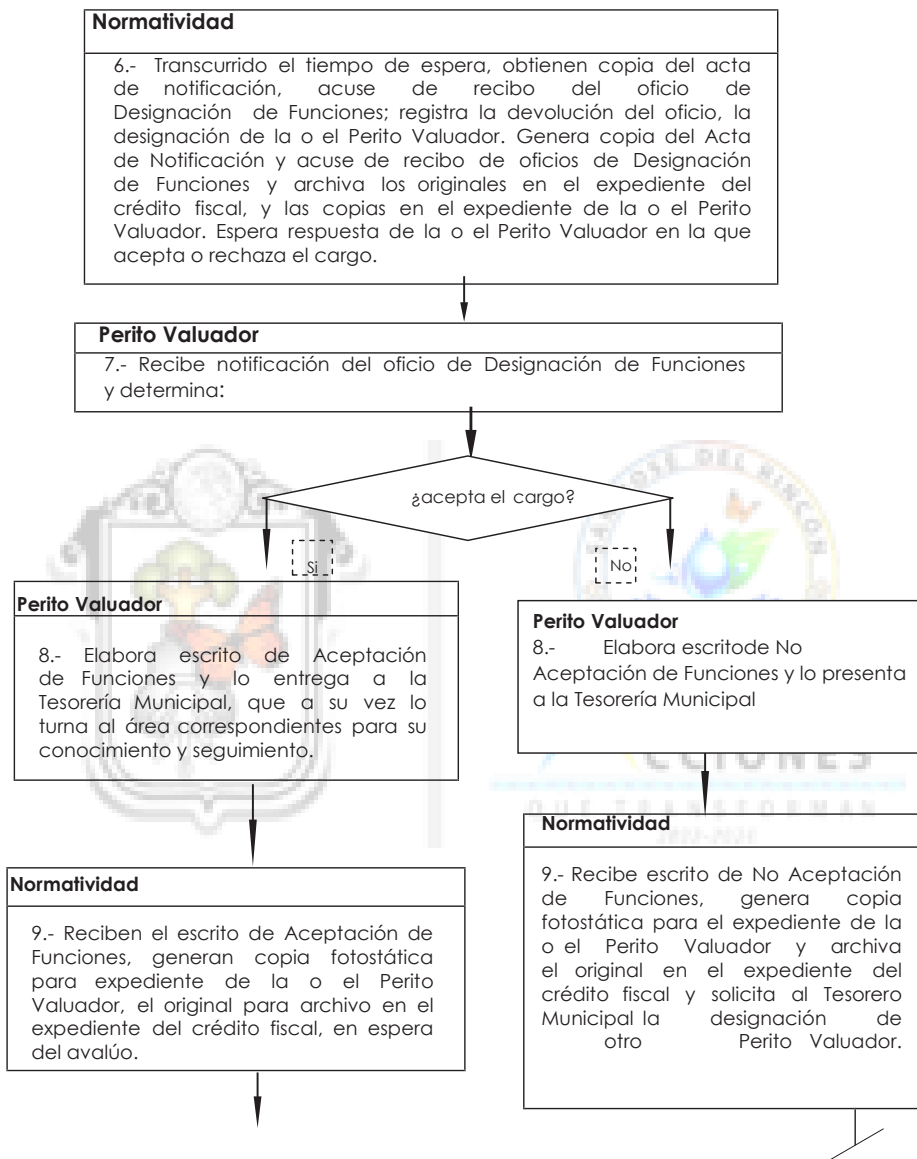 Normatividad
6.- Transcurrido el tiempo de espera, obtienen copia del acta
de notificación, acuse de recibo del oficio de
Designación de Funciones; registra la devolución del oficio, la
designación de la o el Perito Valuador. Genera copia del Acta
de Notificación y acuse de recibo de oficios de Designación
de Funciones y archiva los originales en el expediente del
crédito fiscal, y las copias en el expediente de la o el Perito
Valuador. Espera respuesta de la o el Perito Valuador en la que
acepta o rechaza el cargo.
Perito Valuador
7.- Recibe notificación del oficio de Designación de Funciones
y determina:
¿acepta el cargo?
Si
No
Perito Valuador
8.- Elabora escrito de Aceptación
de Funciones y lo entrega a la
Tesorería Municipal, que a su vez lo
turna al área correspondientes para su
conocimiento y seguimiento.
Perito Valuador
8.- Elabora escritode No
Aceptación de Funciones y lo presenta
a la Tesorería Municipal
Normatividad
9.- Reciben el escrito de Aceptación de
Funciones, generan copia fotostática
para expediente de la o el Perito
Valuador, el original para archivo en el
expediente del crédito fiscal, en espera
del avalúo.
Normatividad
9.- Recibe escrito de No Aceptación
de Funciones, genera copia
fotostática para el expediente de la
o el Perito Valuador y archiva
el original en el expediente del
crédito fiscal y solicita al Tesorero
Municipal la designación de
otro Perito Valuador.
JOSE DEL RINCON
CCIONES
QUE TRANSFORMAN